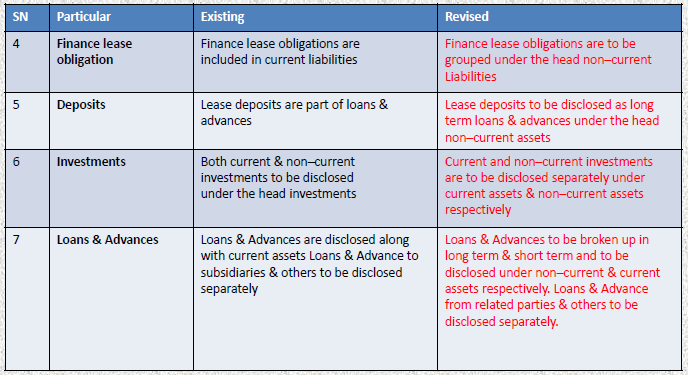 SN Particular Existing Revised
4 Finance lease Finance lease obligations are Finance lease obligations are to be
obligation included in current liabilities grouped under the head non–current
Liabilities
5 Deposits Lease deposits are part of loans & Lease deposits to be disclosed as long
advances term loans & advances under the head
non–current assets
6 Investments Both current & non–current Current and non–current investments
investments to be disclosed are to be disclosed separately under
under the head investments current assets & non–current assets
respectively
7 Loans & Advances Loans & Advances are disclosed along Loans & Advances to be broken up in
with current assets Loans & Advance to long term & short term and to be
subsidiaries & others to be disclosed disclosed under non–current & current
separately assets respectively. Loans & Advance
from related parties & others to be
disclosed separately.